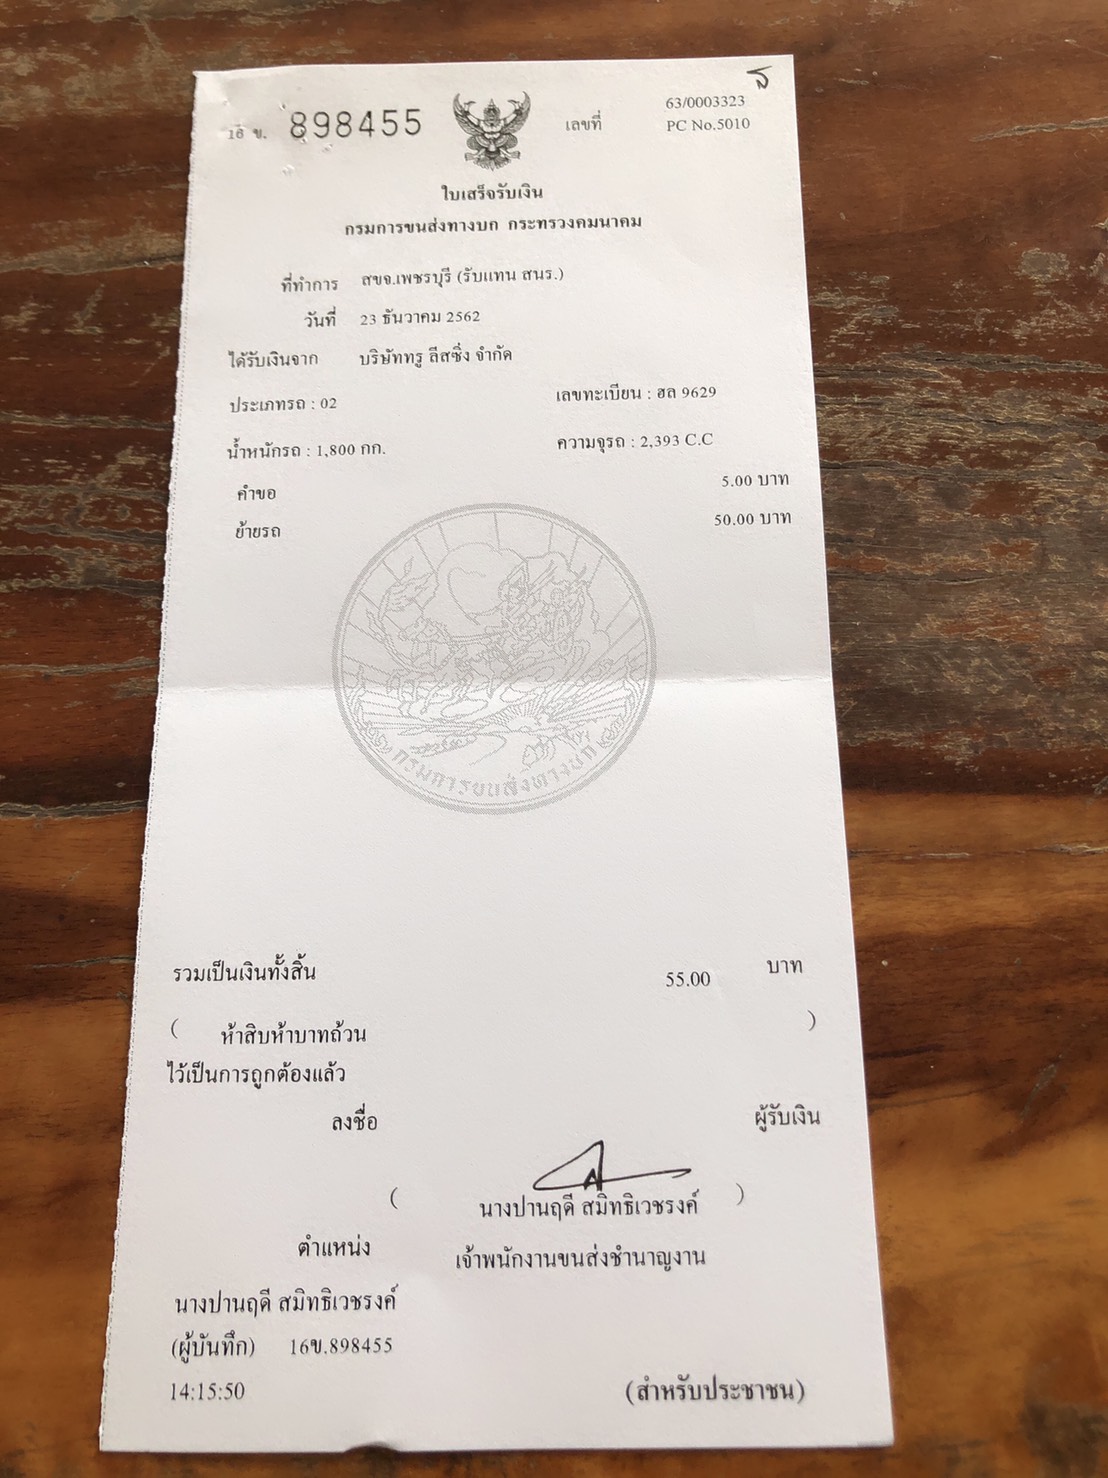 16 ข. 898455 เลขที่ 63/0003323
PC No.5010
ใบเสร็จรับเงิน
กรมการขนส่งทางบก กระทรวงคมนาคม
ที่ทำการ สขจ.เพชรบุรี (รับแทน สนร.)
วันที่ 23 ธันวาคม 2562
ได้รับเงินจาก บริษัททรู ลีสซิ่ง จำกัด
ประเภทรถ : 02 เลขทะเบียน : ฮล 9629
น้ำหนักรถ : 1,800 กก. ความจุรถ : 2,393 C.C
คำขอ 5.00 บาท
ย้ายรถ 50.00 บาท
กรมการขนส่งทางบก
รวมเป็นเงินทั้งสิ้น 55.00 บาท
( ห้าสิบห้าบาทถ้วน )
ไว้เป็นการถูกต้องแล้ว
ลงชื่อ ผู้รับเงิน
( นางปานฤดี สมิทธิเวชรงค์ )
ตำแหน่ง เจ้าพนักงานขนส่งชำนาญงาน
นางปานฤดี สมิทธิเวชรงค์
(ผู้บันทึก) 16ข.898455
14:15:50 (สำหรับประชาชน)